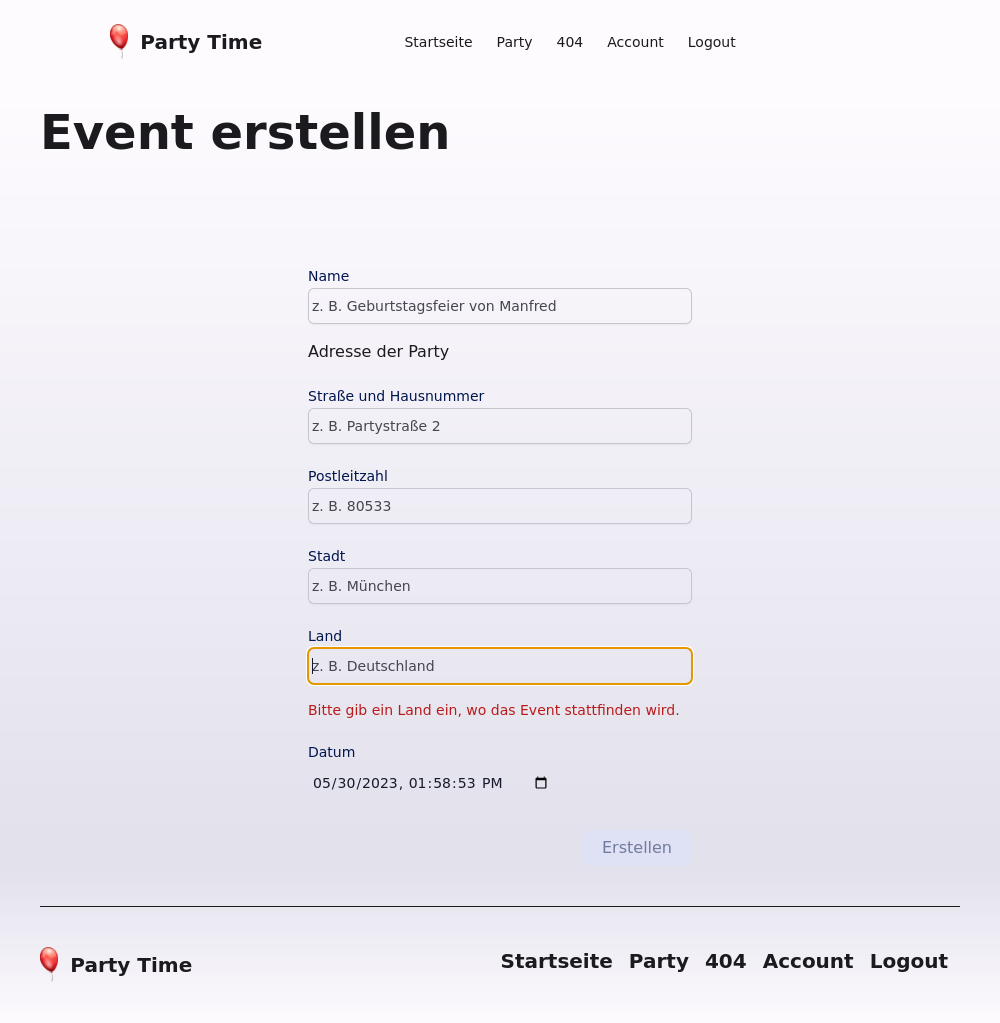 Party Time
Startseite Party 404 Account Logout
Event erstellen
Name
z. B. Geburtstagsfeier von Manfred
Adresse der Party
Straße und Hausnummer
z. B. Partystraße 2
Postleitzahl
z. B. 80533
Stadt
z. B. München
Land
z. B. Deutschland
Bitte gib ein Land ein, wo das Event stattfinden wird.
Datum
05/30/2023, 01:58:53 PM
Erstellen
Party Time
Startseite Party 404 Account Logout